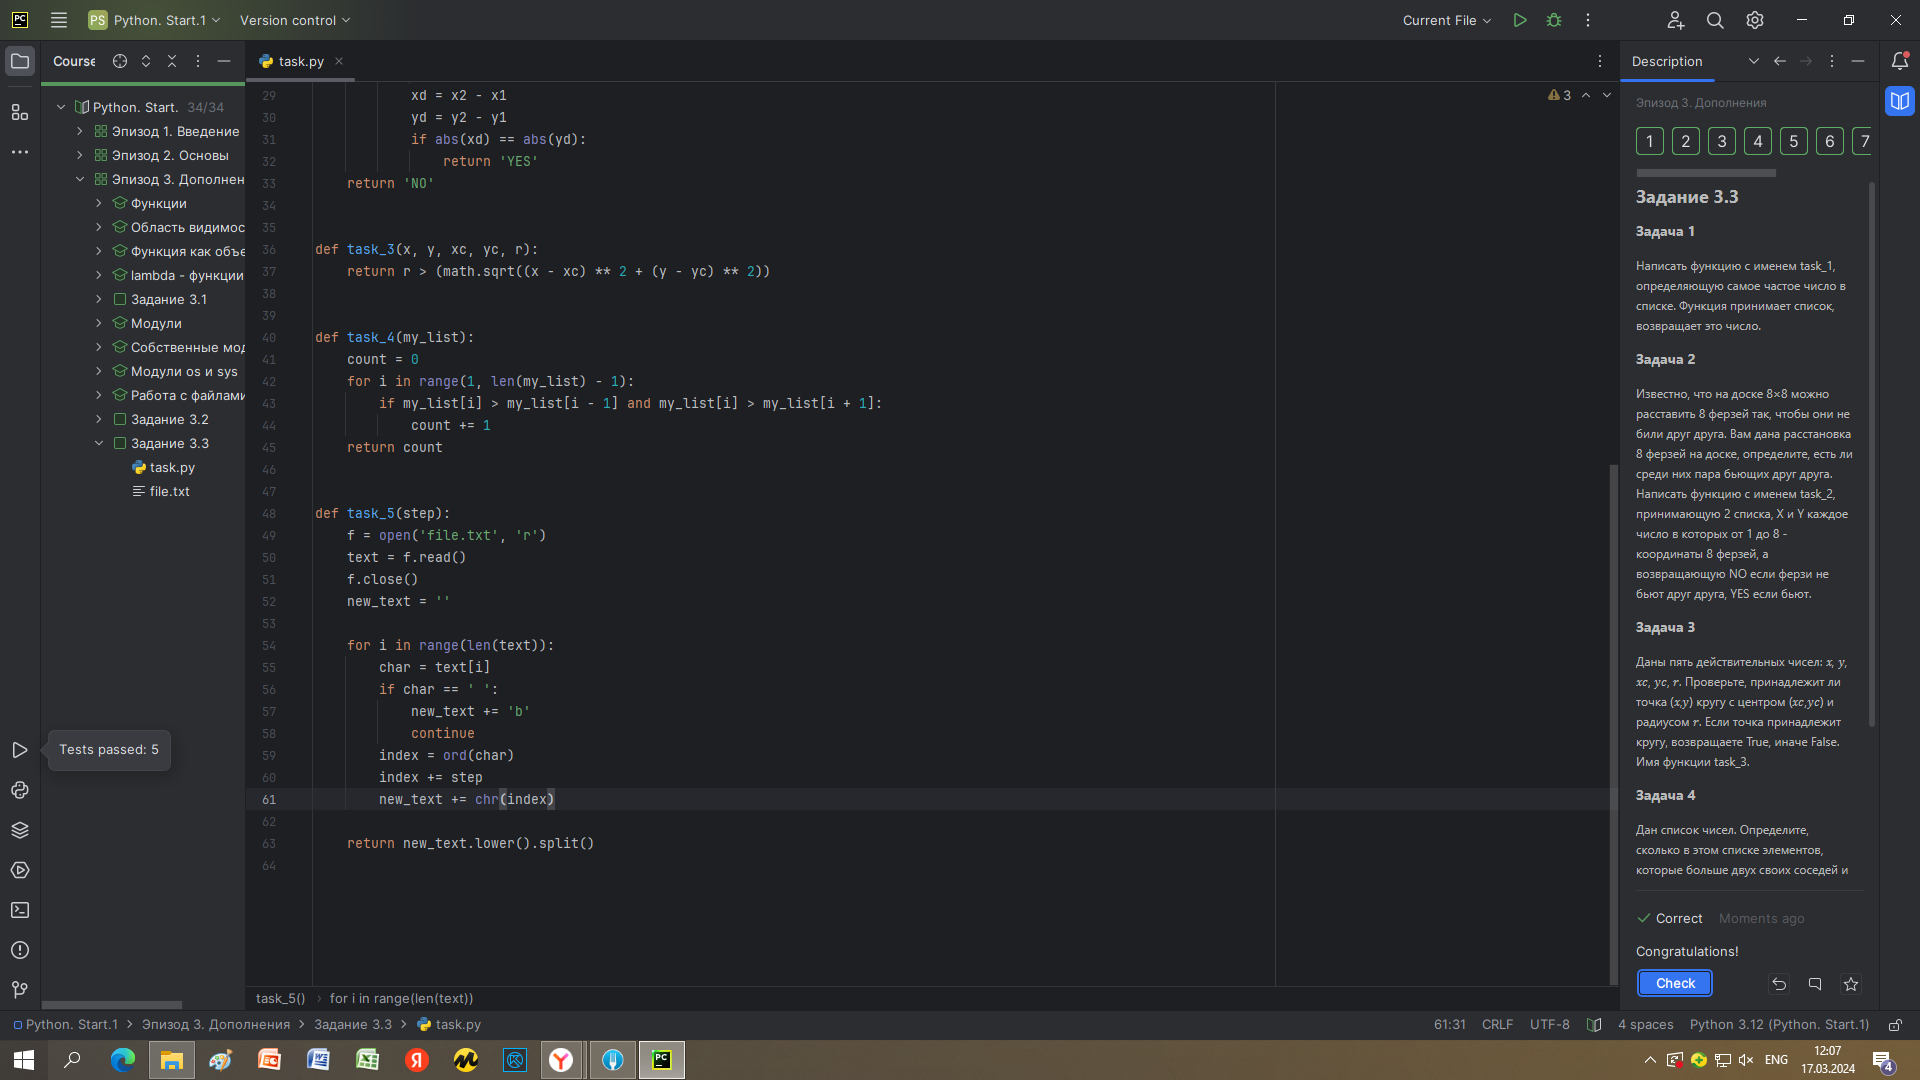 PC
PS Python. Start.1
Version control
Current File
Course
task.py
Description
Python. Start. 34/34
Эпизод 1. Введение
Эпизод 2. Основы
Эпизод 3. Дополнен
Функции
Область видимос
Функция как объе
lambda - функции
Задание 3.1
Модули
Собственные мод
Модули os и sys
Работа с файлами
Задание 3.2
Задание 3.3
task.py
file.txt
Tests passed: 5
3
29 xd = x2 - x1
30 yd = y2 - y1
31 if abs(xd) == abs(yd):
32 return 'YES'
33 return 'NO'
34
35
36 def task_3(x, y, xc, yc, r):
37 return r > (math.sqrt((x - xc) ** 2 + (y - yc) ** 2))
38
39
40 def task_4(my_list):
41 count = 0
42 for i in range(1, len(my_list) - 1):
43 if my_list[i] > my_list[i - 1] and my_list[i] > my_list[i + 1]:
44 count += 1
45 return count
46
47
48 def task_5(step):
49 f = open('file.txt', 'r')
50 text = f.read()
51 f.close()
52 new_text = ''
53
54 for i in range(len(text)):
55 char = text[i]
56 if char == ' ':
57 new_text += 'b'
58 continue
59 index = ord(char)
60 index += step
61 new_text += chr(index)
62
63 return new_text.lower().split()
64
task_5() › for i in range(len(text))
Эпизод 3. Дополнения
1 2 3 4 5 6 7
Задание 3.3
Задача 1
Написать функцию с именем task_1,
определяющую самое частое число в
списке. Функция принимает список,
возвращает это число.
Задача 2
Известно, что на доске 8×8 можно
расставить 8 ферзей так, чтобы они не
били друг друга. Вам дана расстановка
8 ферзей на доске, определите, есть ли
среди них пара бьющих друг друга.
Написать функцию с именем task_2,
принимающую 2 списка, X и Y каждое
число в которых от 1 до 8 -
координаты 8 ферзей, а
возвращающую NO если ферзи не
бьют друг друга, YES если бьют.
Задача 3
Даны пять действительных чисел: x, y,
xc, yc, r. Проверьте, принадлежит ли
точка (x,y) кругу с центром (xc,yc) и
радиусом r. Если точка принадлежит
кругу, возвращаете True, иначе False.
Имя функции task_3.
Задача 4
Дан список чисел. Определите,
сколько в этом списке элементов,
которые больше двух своих соседей и
Correct Moments ago
Congratulations!
Check
Python. Start.1 › Эпизод 3. Дополнения › Задание 3.3 › task.py
61:31 CRLF UTF-8 4 spaces Python 3.12 (Python. Start.1)
ENG
12:07
17.03.2024
4